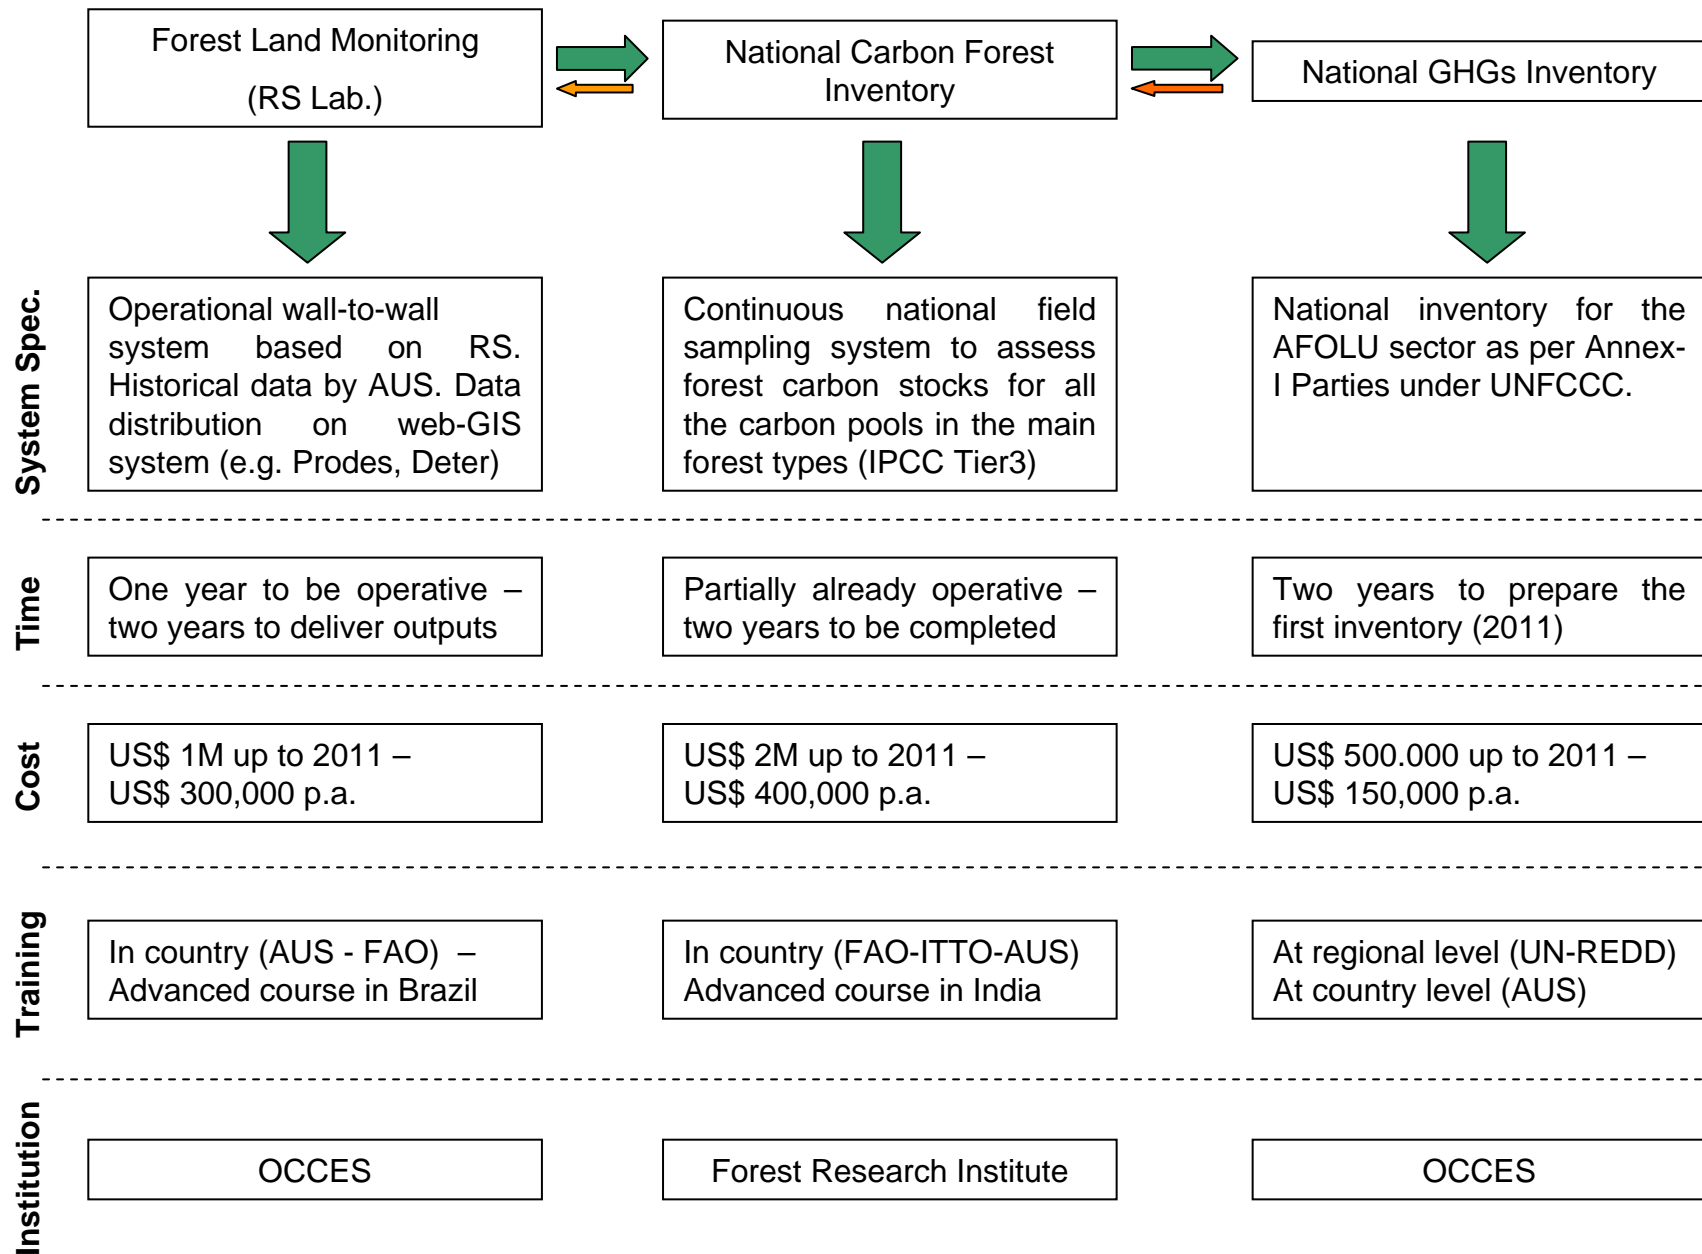 Forest Land Monitoring
(RS Lab.)
National Carbon Forest
Inventory
National GHGs Inventory
System Spec.
Operational wall-to-wall
system based on RS.
Historical data by AUS. Data
distribution on web-GIS
system (e.g. Prodes, Deter)
Continuous national field
sampling system to assess
forest carbon stocks for all
the carbon pools in the main
forest types (IPCC Tier3)
National inventory for the
AFOLU sector as per Annex-
I Parties under UNFCCC.
Time
One year to be operative –
two years to deliver outputs
Partially already operative –
two years to be completed
Two years to prepare the
first inventory (2011)
Cost
US$ 1M up to 2011 –
US$ 300,000 p.a.
US$ 2M up to 2011 –
US$ 400,000 p.a.
US$ 500.000 up to 2011 –
US$ 150,000 p.a.
Training
In country (AUS - FAO) –
Advanced course in Brazil
In country (FAO-ITTO-AUS)
Advanced course in India
At regional level (UN-REDD)
At country level (AUS)
Institution
OCCES
Forest Research Institute
OCCES